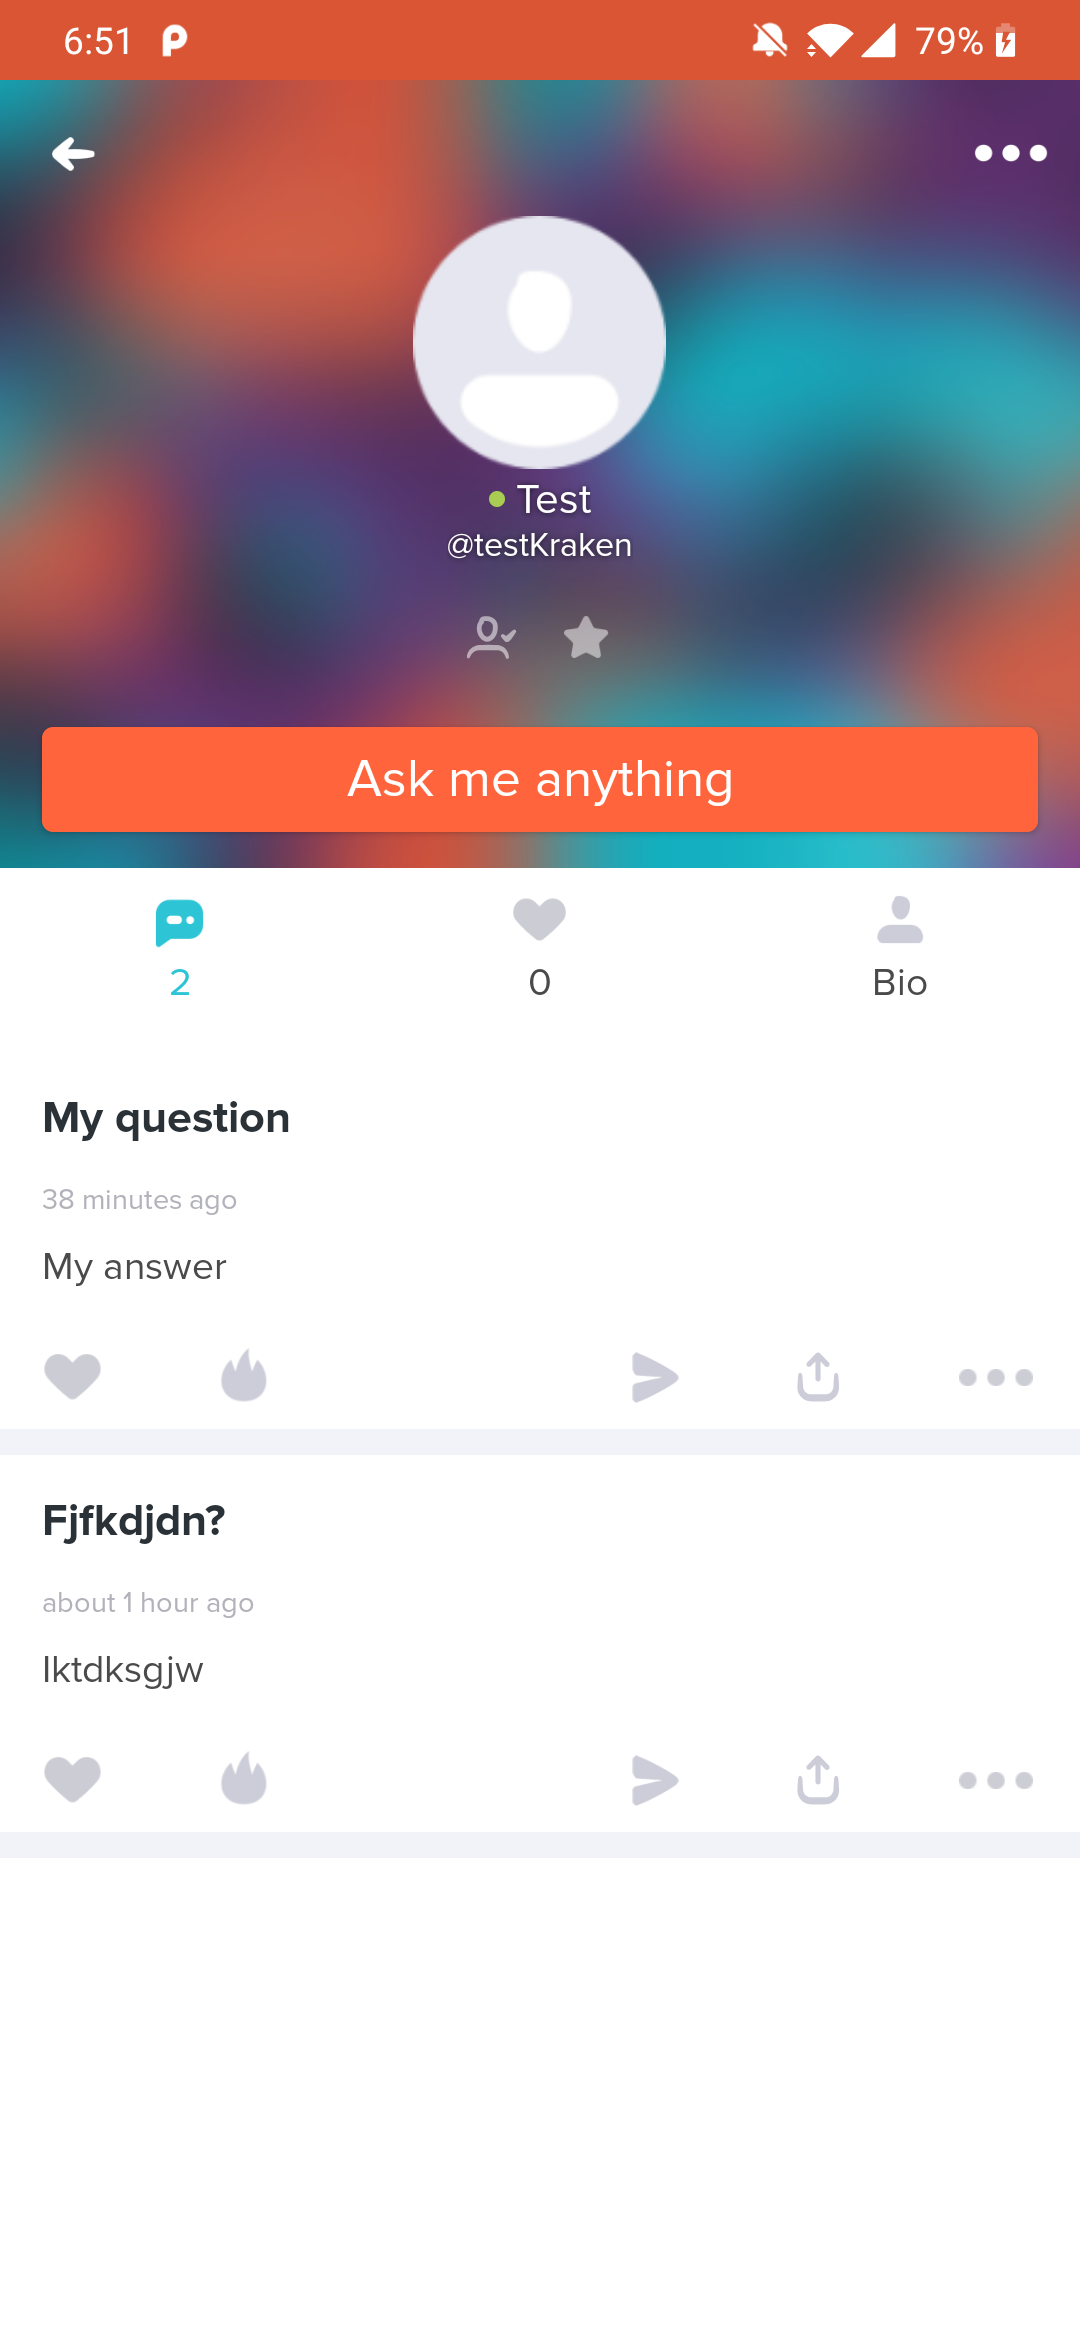 6:51
79%
Test
@testKraken
Ask me anything
2
0
Bio
My question
38 minutes ago
My answer
Fjfkdjdn?
about 1 hour ago